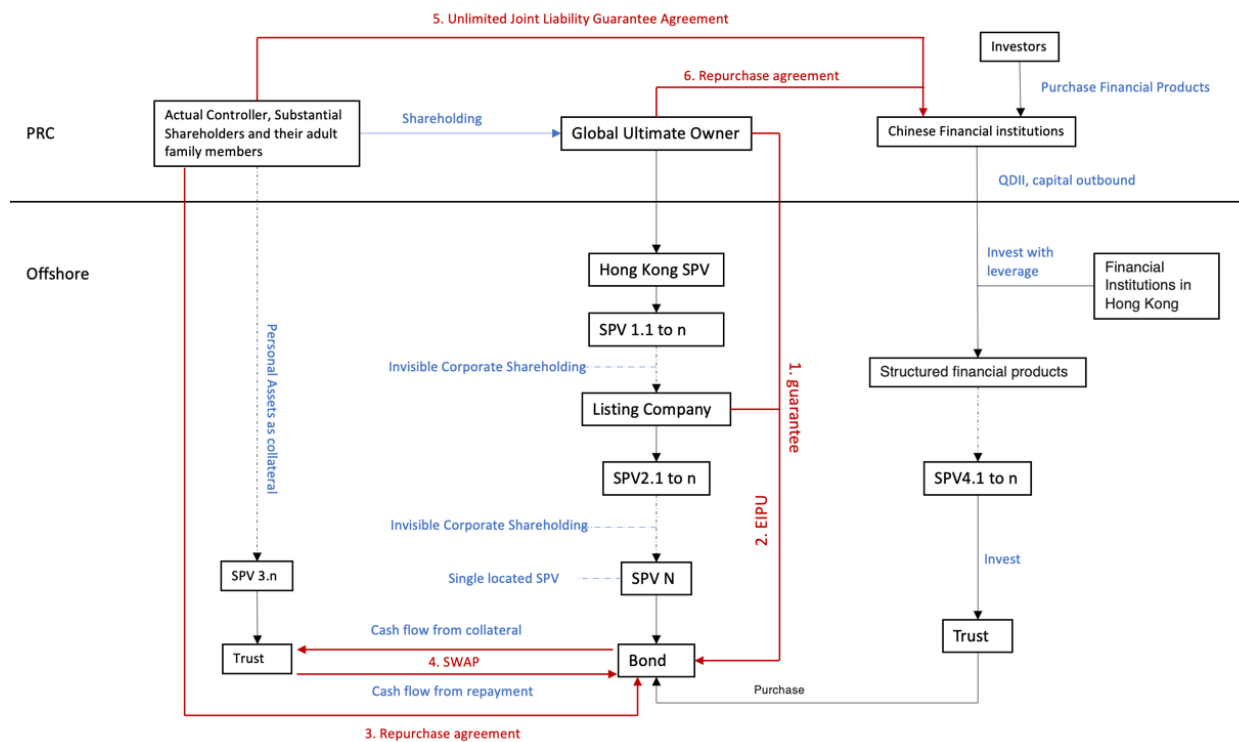 5. Unlimited Joint Liability Guarantee Agreement
Investors
6. Repurchase agreement
Purchase Financial Products
PRC
Actual Controller, Substantial
Shareholders and their adult
family members
Shareholding
Global Ultimate Owner
Chinese Financial institutions
QDII, capital outbound
Offshore
Hong Kong SPV
Invest with
leverage
Financial
Institutions in
Hong Kong
SPV 1.1 to n
Personal Assets as collateral
Invisible Corporate Shareholding
1. guarantee
Structured financial products
Listing Company
SPV2.1 to n
SPV4.1 to n
2. EIPU
Invisible Corporate Shareholding
SPV 3.n
Single located SPV
SPV N
Invest
Cash flow from collateral
Trust
4. SWAP
Bond
Trust
Cash flow from repayment
Purchase
3. Repurchase agreement